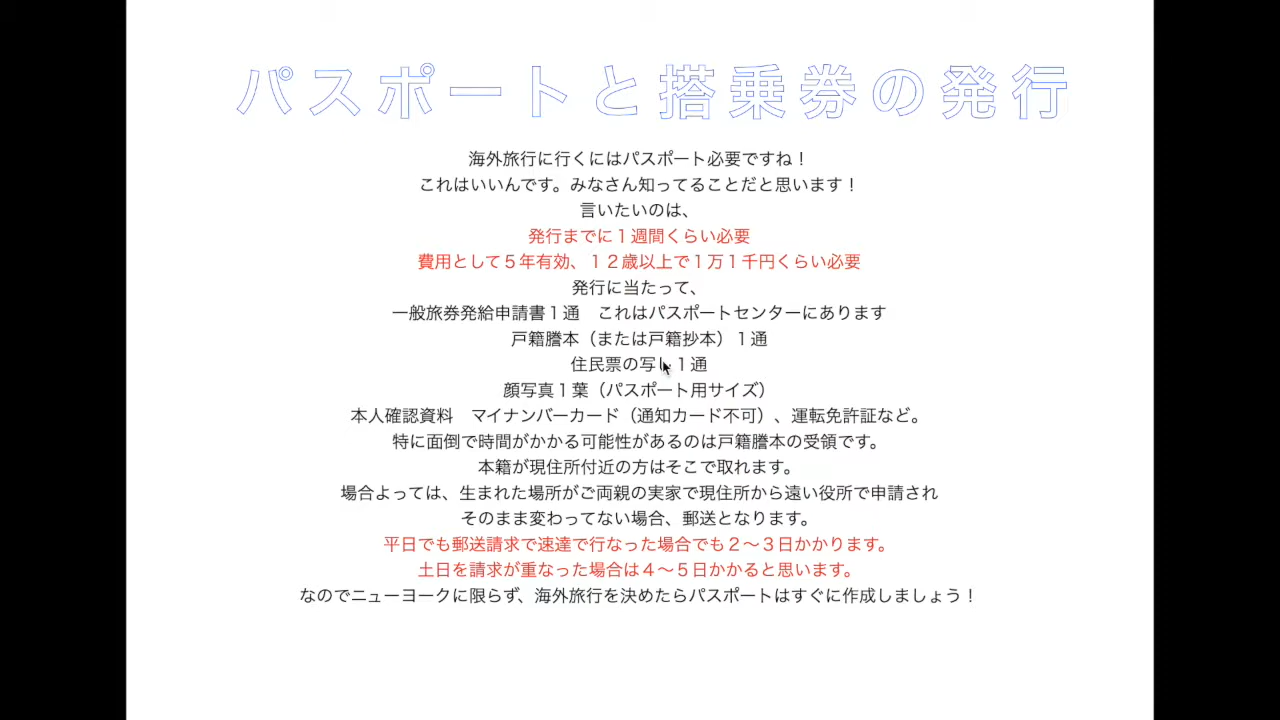 パスポートと搭乗券の発行
海外旅行に行くにはパスポート必要ですね！
これはいいんです。みなさん知ってることだと思います！
言いたいのは、
発行までに１週間くらい必要
費用として５年有効、１２歳以上で１万１千円くらい必要
発行に当たって、
一般旅券発給申請書１通　これはパスポートセンターにあります
戸籍謄本（または戸籍抄本）１通
住民票の写し１通
顔写真１葉（パスポート用サイズ）
本人確認資料　マイナンバーカード（通知カード不可）、運転免許証など。
特に面倒で時間がかかる可能性があるのは戸籍謄本の受領です。
本籍が現住所付近の方はそこで取れます。
場合よっては、生まれた場所がご両親の実家で現住所から遠い役所で申請され
そのまま変わってない場合、郵送となります。
平日でも郵送請求で速達で行なった場合でも２〜３日かかります。
土日を請求が重なった場合は４〜５日かかると思います。
なのでニューヨークに限らず、海外旅行を決めたらパスポートはすぐに作成しましょう！